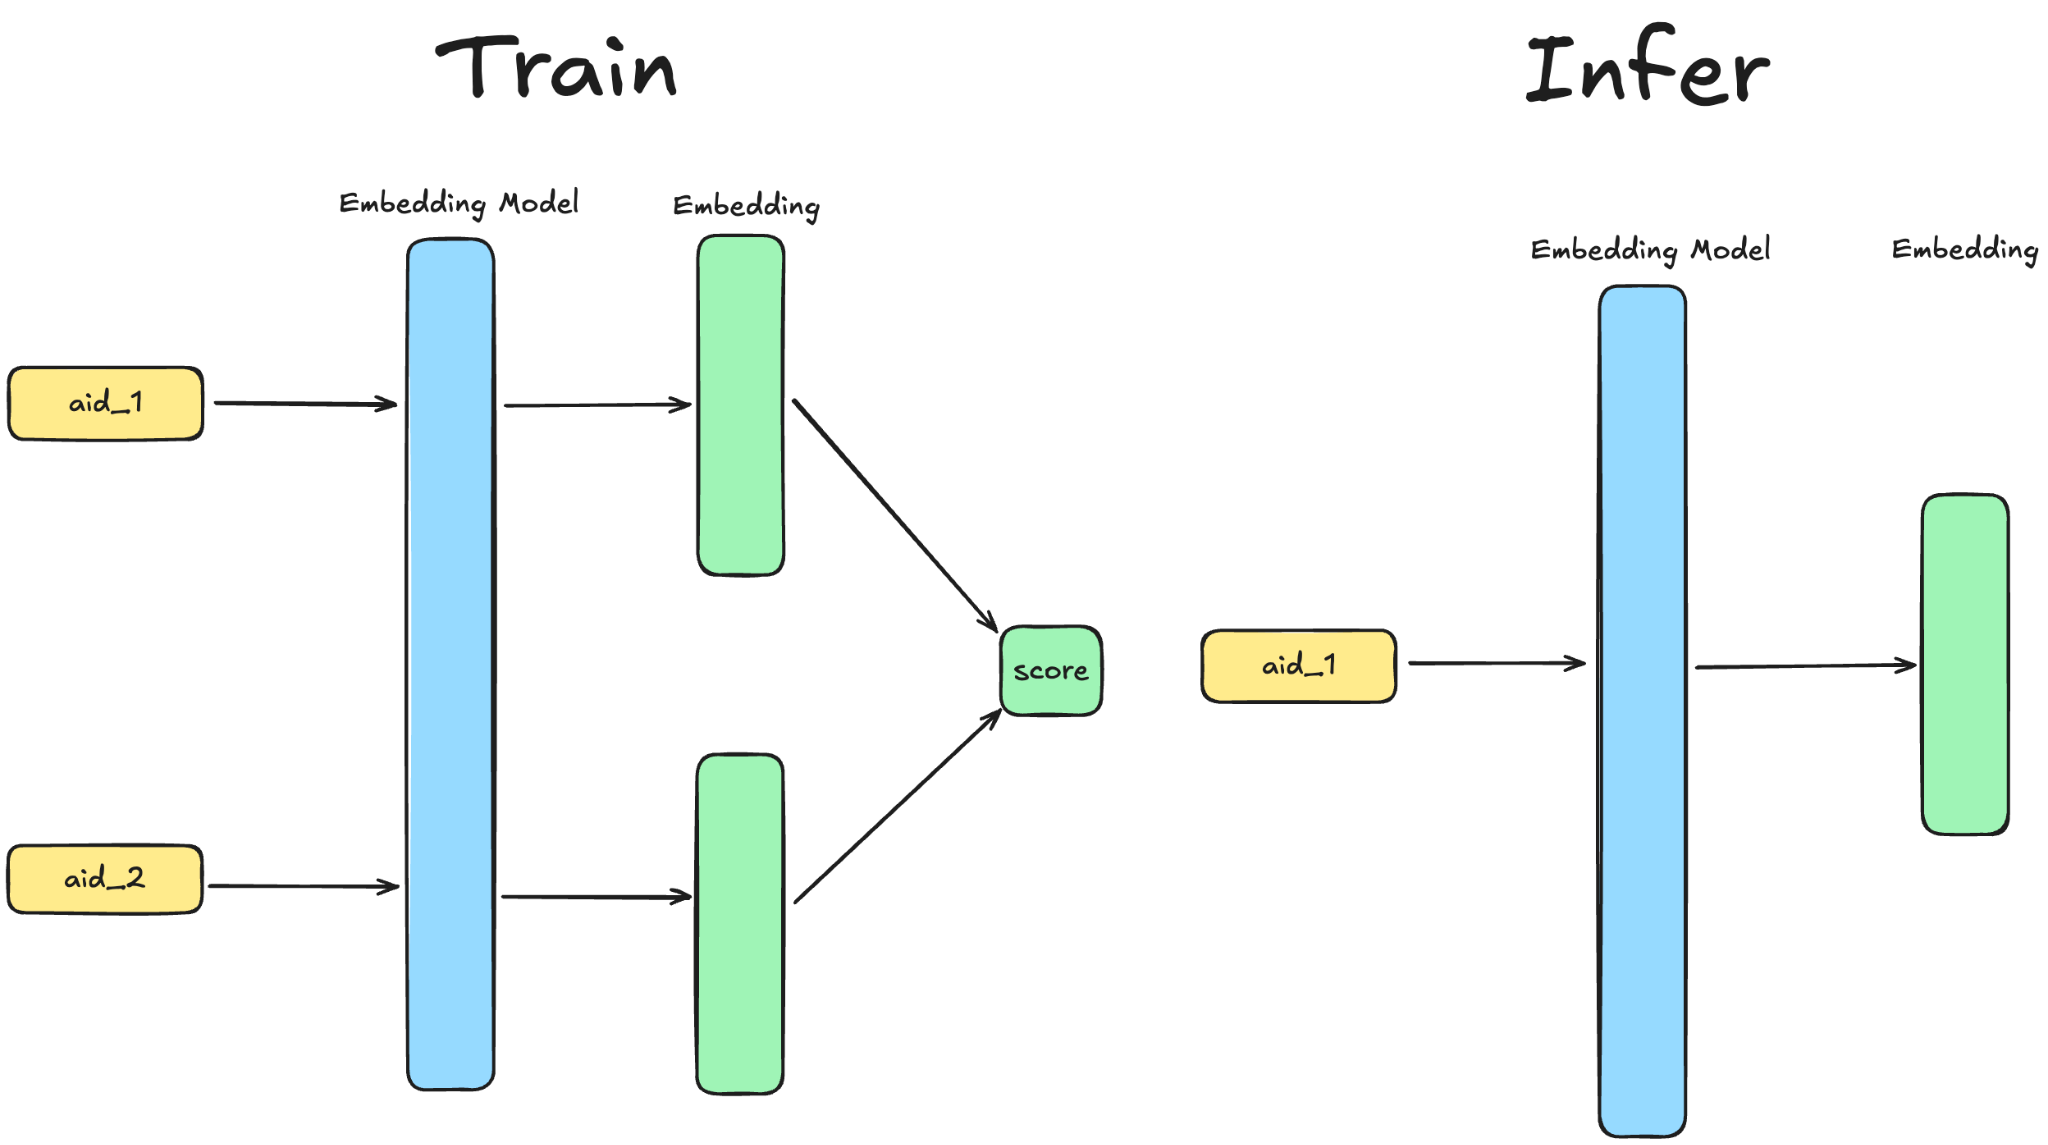 Train
Embedding Model
Embedding
aid_1
score
aid_2
Infer
Embedding Model
Embedding
aid_1